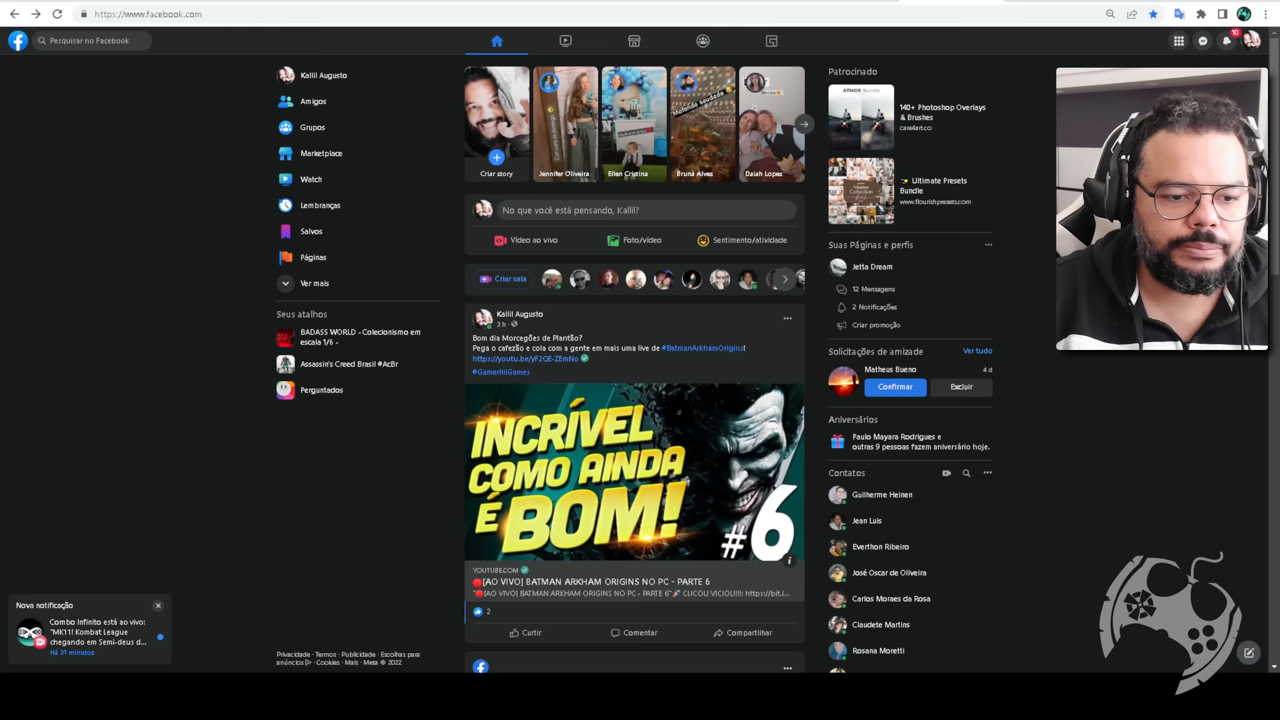 https://www.facebook.com
Pesquisar no Facebook
10
Kallil Augusto
Amigos
Grupos
Marketplace
Watch
Lembranças
Salvos
Páginas
Ver mais
Seus atalhos
BADASS WORLD - Colecionismo em
escala 1/6 -
Assassin's Creed Brasil #AcBr
Perguntados
Nova notificação
Combo Infinito está ao vivo:
"MK11! Kombat League
chegando em Semi-deus d...
Há 31 minutos
Privacidade · Termos · Publicidade · Escolhas para
anúncios · Cookies · Mais · Meta © 2022
Matando saudade
Criar story
Jennifer Oliveira
Ellen Cristina
Bruna Alves
Daiah Lopes
No que você está pensando, Kallil?
Vídeo ao vivo
Foto/vídeo
Sentimento/atividade
Criar sala
Kallil Augusto
3 h ·
Bom dia Morcegões de Plantão?
Pega o cafezão e cola com a gente em mais uma live de #BatmanArkhamOrigins!
https://youtu.be/yF2QE-ZEmNo
#GamerIiiGames
INCRÍVEL
COMO AINDA
É BOM!
#6
YOUTUBE.COM
[AO VIVO] BATMAN ARKHAM ORIGINS NO PC - PARTE 6
"[AO VIVO] BATMAN ARKHAM ORIGINS NO PC - PARTE 6" CLICOU VICIOU!!!: https://bit.l...
2
Curtir
Comentar
Compartilhar
Patrocinado
ATMOS Bundle
140+ Photoshop Overlays
& Brushes
Master
Collection
Ultimate Presets
Bundle
www.flourishpresets.com
Suas Páginas e perfis
Jetta Dream
12 Mensagens
2 Notificações
Criar promoção
Solicitações de amizade
Ver tudo
Matheus Bueno
4 d
Confirmar
Excluir
Aniversários
Paulo Mayara Rodrigues e
outras 9 pessoas fazem aniversário hoje.
Contatos
Guilherme Heinen
Jean Luis
Everthon Ribeiro
José Oscar de Oliveira
Carlos Moraes da Rosa
Claudete Martins
Rosana Moretti